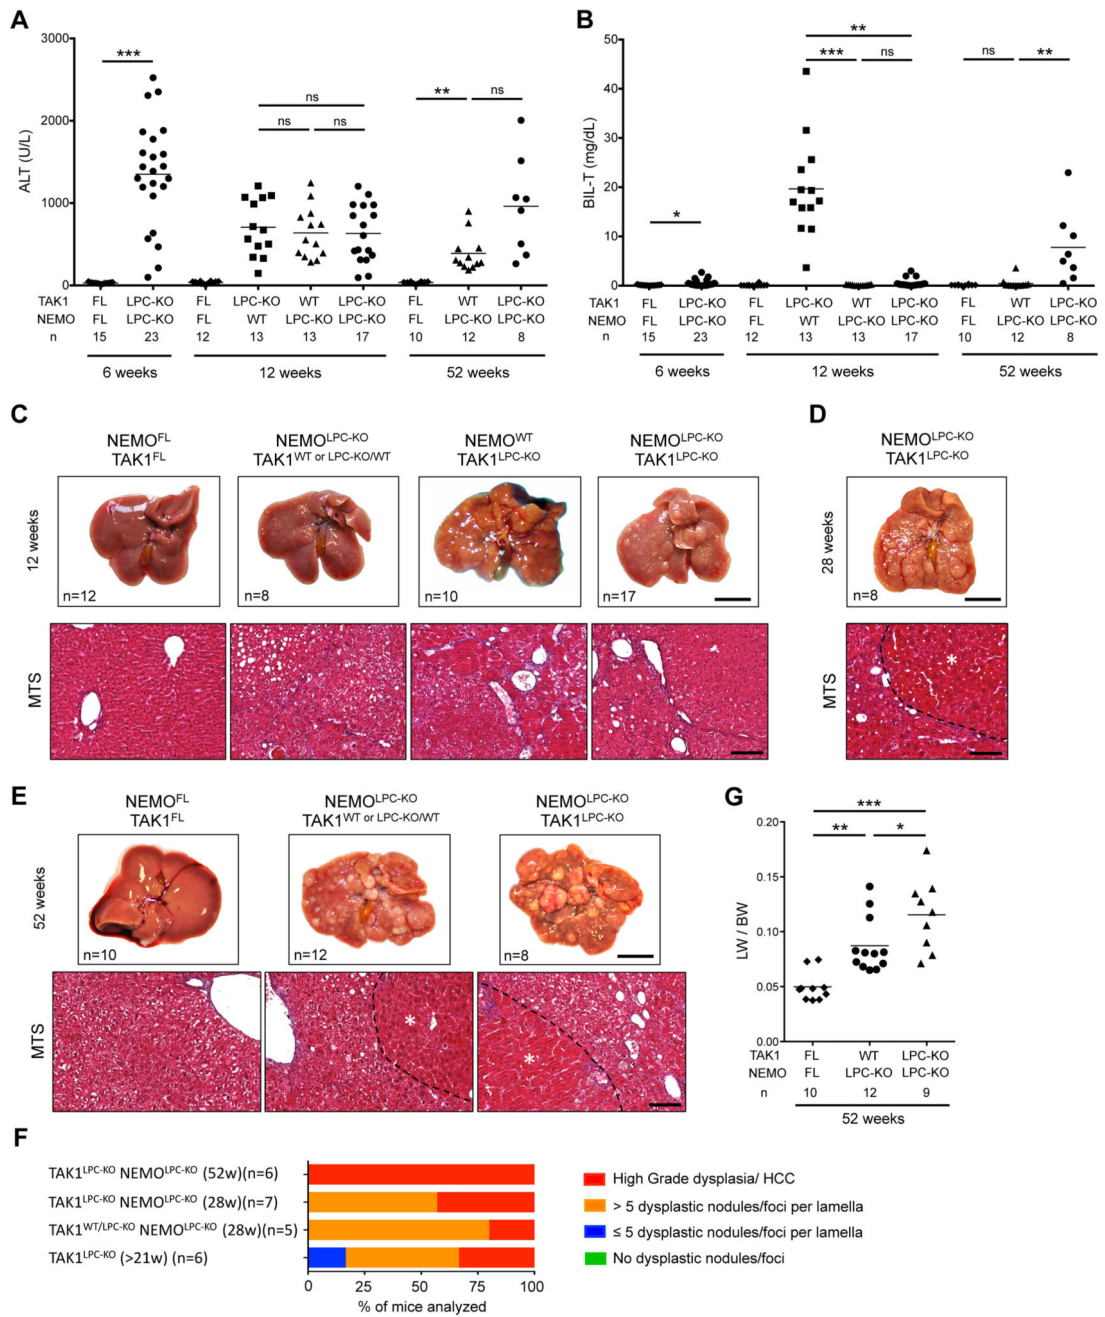 A
3000
2000
1000
0
ALT (U/L)
***
ns
ns
ns
**
ns
TAK1 FL LPC-KO FL LPC-KO WT LPC-KO FL WT LPC-KO
NEMO FL LPC-KO FL WT LPC-KO LPC-KO FL LPC-KO LPC-KO
n 15 23 12 13 13 17 10 12 8
6 weeks 12 weeks 52 weeks
B
50
40
30
20
10
0
BIL-T (mg/dL)
*
**
***
ns
ns
**
TAK1 FL LPC-KO FL LPC-KO WT LPC-KO FL WT LPC-KO
NEMO FL LPC-KO FL WT LPC-KO LPC-KO FL LPC-KO LPC-KO
n 15 23 12 13 13 17 10 12 8
6 weeks 12 weeks 52 weeks
C
NEMOFL NEMOLPC-KO NEMOWT NEMOLPC-KO
TAK1FL TAK1WT or LPC-KO/WT TAK1LPC-KO TAK1LPC-KO
12 weeks
n=12 n=8 n=10 n=17
MTS
D
NEMOLPC-KO
TAK1LPC-KO
28 weeks
n=8
MTS
*
E
NEMOFL NEMOLPC-KO NEMOLPC-KO
TAK1FL TAK1WT or LPC-KO/WT TAK1LPC-KO
52 weeks
n=10 n=12 n=8
MTS
* *
G
***
** *
0.20
0.15
0.10
0.05
0.00
LW / BW
TAK1 FL WT LPC-KO
NEMO FL LPC-KO LPC-KO
n 10 12 9
52 weeks
F
TAK1LPC-KO NEMOLPC-KO (52w)(n=6)
TAK1LPC-KO NEMOLPC-KO (28w)(n=7)
TAK1WT/LPC-KO NEMOLPC-KO (28w)(n=5)
TAK1LPC-KO (>21w) (n=6)
0 25 50 75 100
% of mice analyzed
High Grade dysplasia/ HCC
> 5 dysplastic nodules/foci per lamella
≤ 5 dysplastic nodules/foci per lamella
No dysplastic nodules/foci